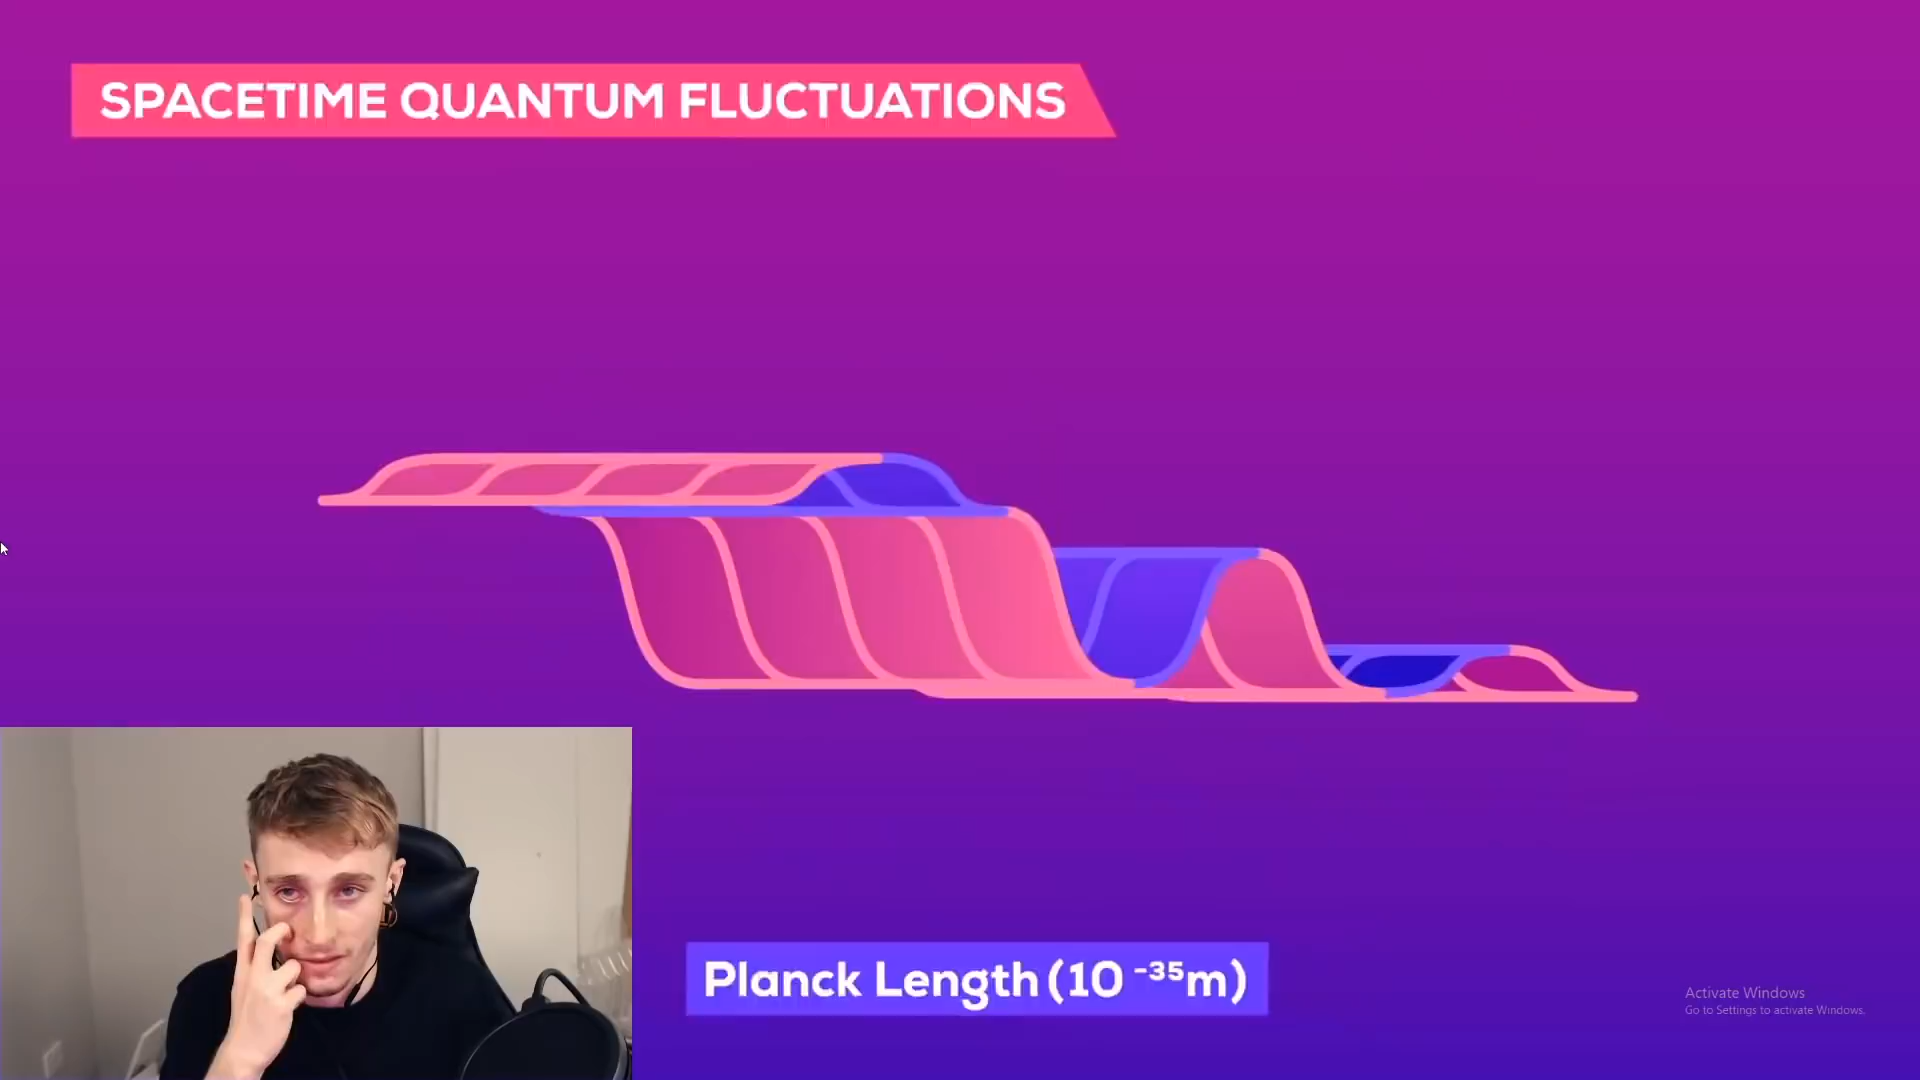 SPACETIME QUANTUM FLUCTUATIONS
Planck Length (10 ⁻³⁵m)
Activate Windows
Go to Settings to activate Windows.